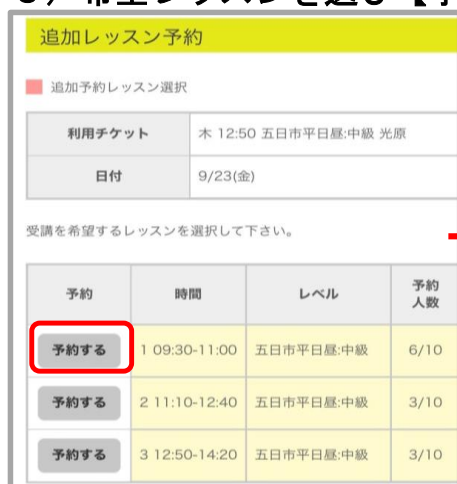 追加レッスン予約
追加予約レッスン選択
利用チケット 木 12:50 五日市平日昼:中級 光原
日付 9/23(金)
受講を希望するレッスンを選択して下さい。
予約 時間 レベル 予約人数
予約する 1 09:30-11:00 五日市平日昼:中級 6/10
予約する 2 11:10-12:40 五日市平日昼:中級 3/10
予約する 3 12:50-14:20 五日市平日昼:中級 3/10